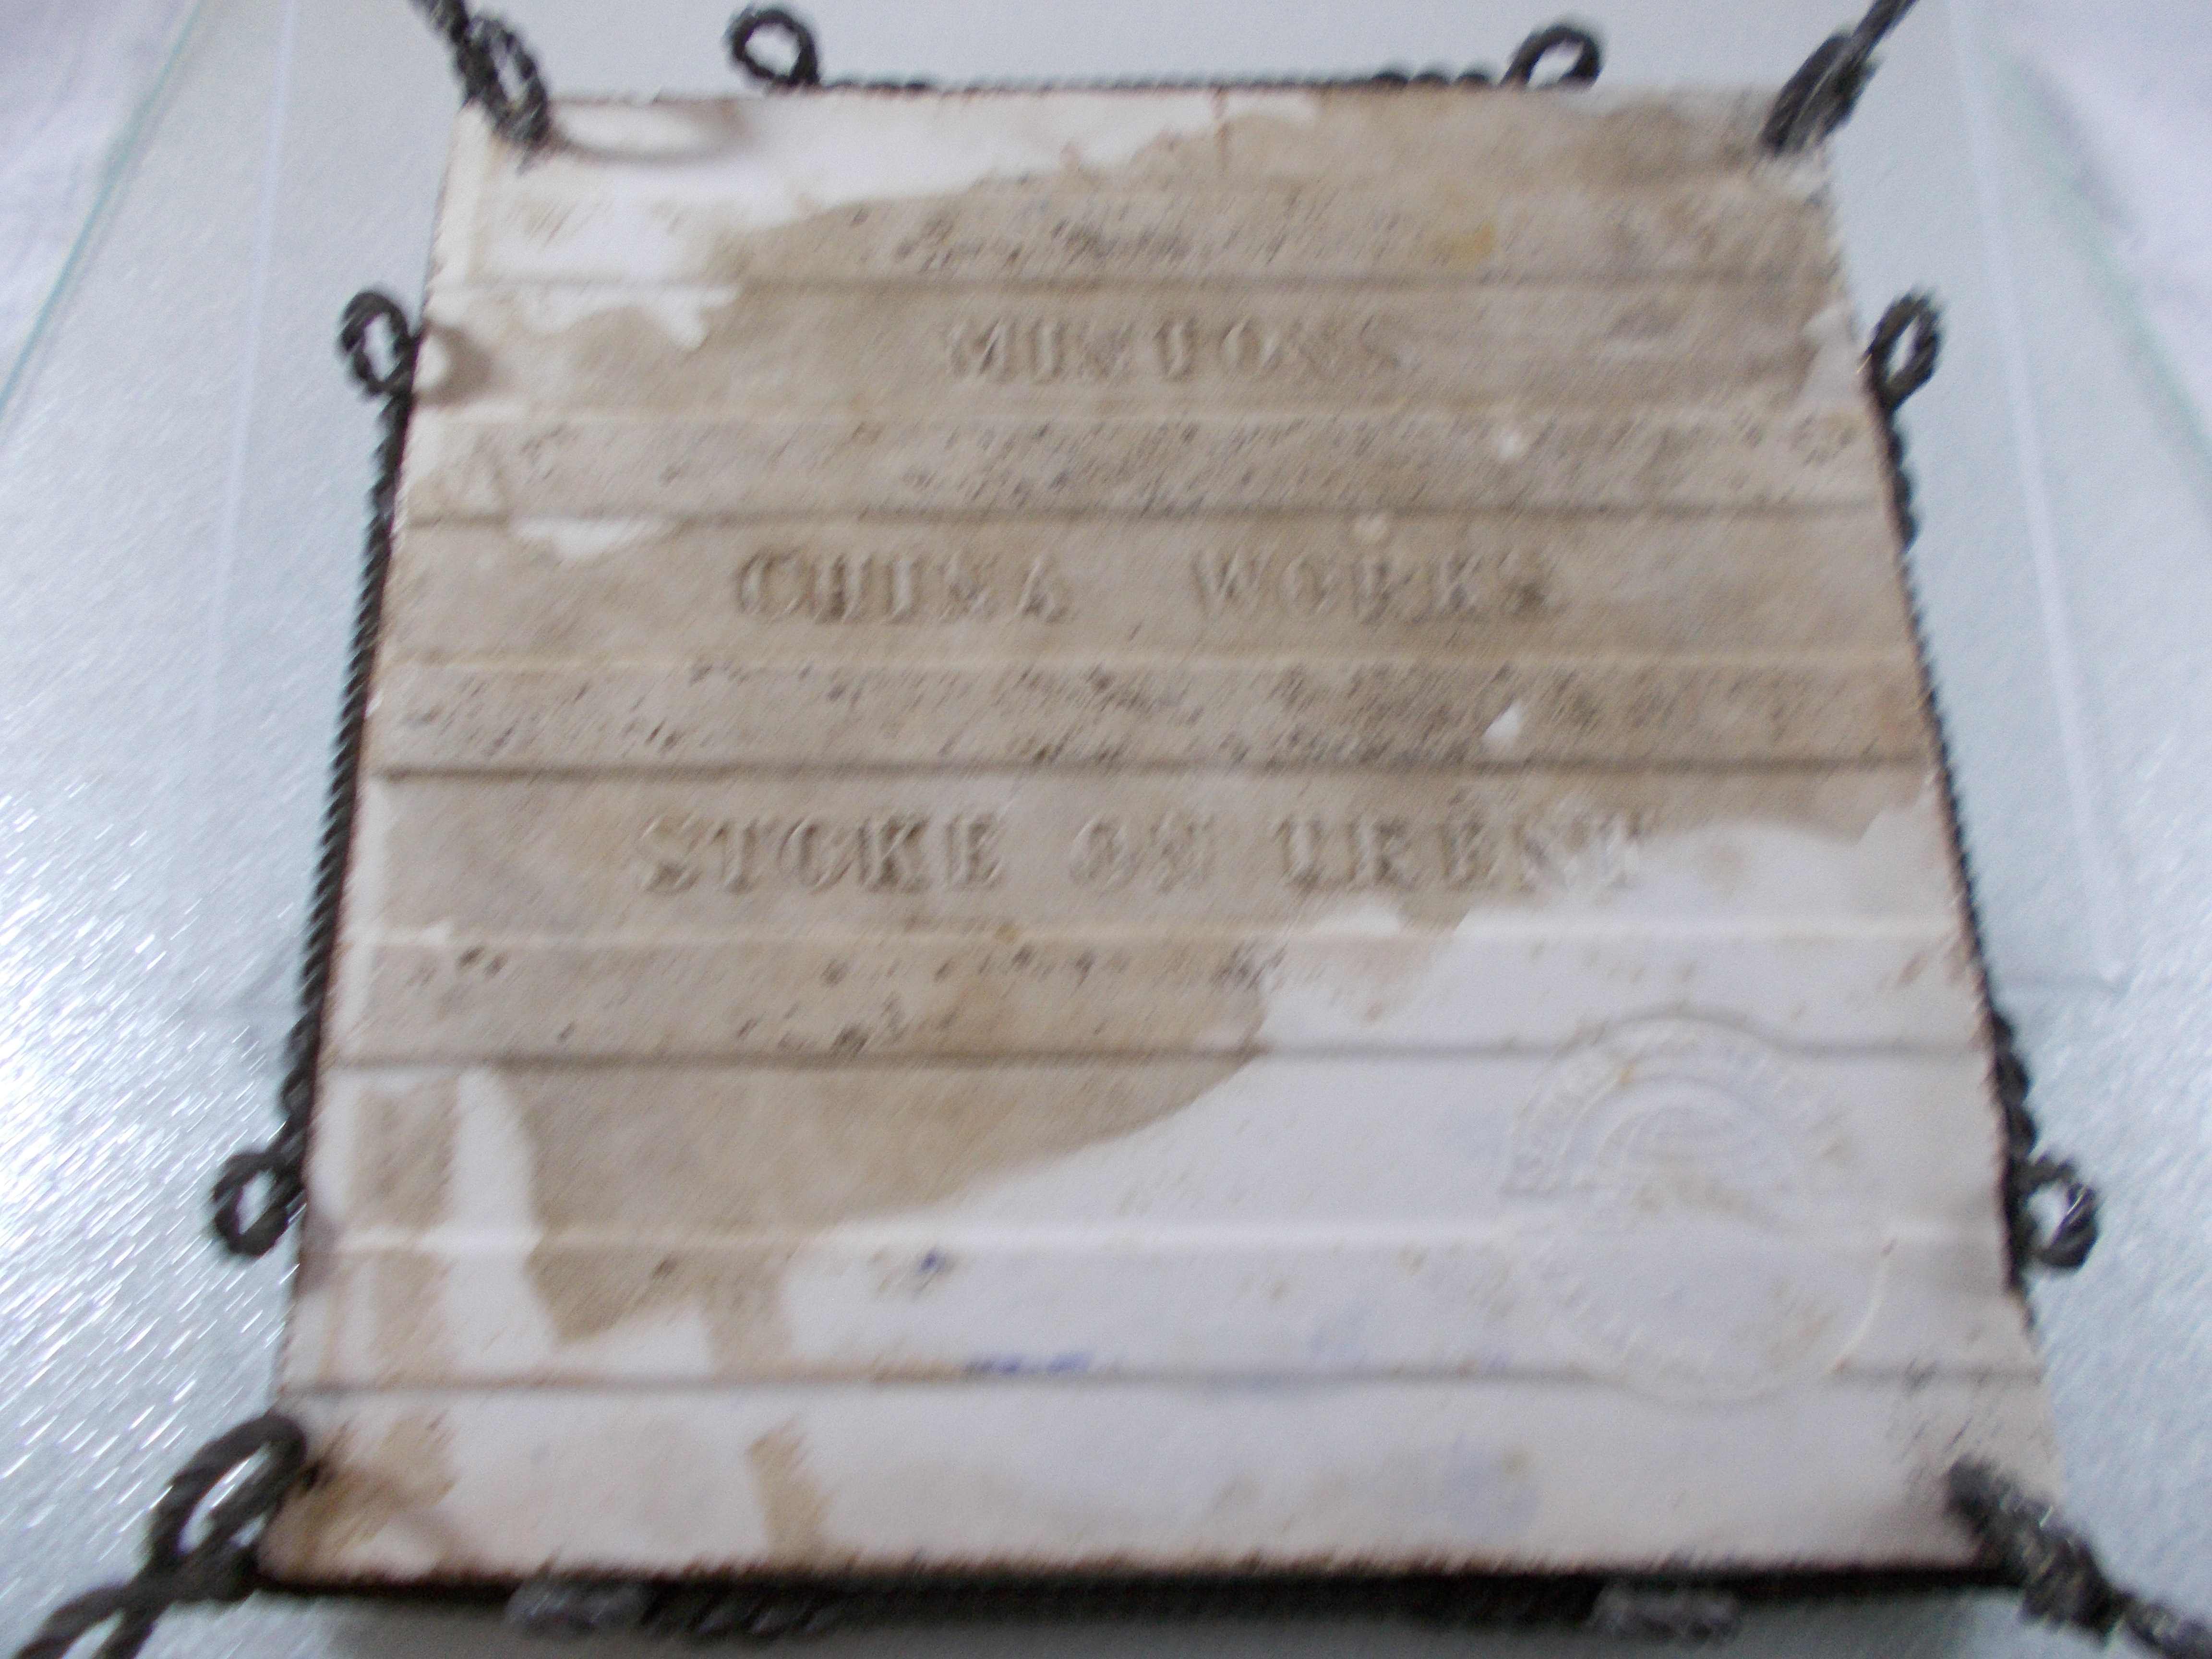 MINTONS
CHINA WORKS
STOKE ON TRENT